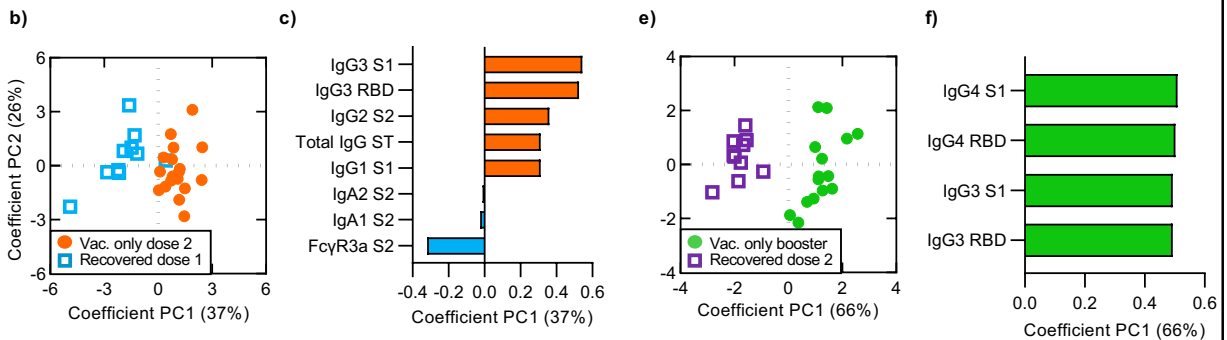 b)
6
3
0
-3
-6
Coefficient PC2 (26%)
Vac. only dose 2
Recovered dose 1
-6 -3 0 3 6
Coefficient PC1 (37%)
c)
IgG3 S1
IgG3 RBD
IgG2 S2
Total IgG ST
IgG1 S1
IgA2 S2
IgA1 S2
FcγR3a S2
-0.4 -0.2 0.0 0.2 0.4 0.6
Coefficient PC1 (37%)
e)
4
2
0
-2
-4
Vac. only booster
Recovered dose 2
-4 -2 0 2 4
Coefficient PC1 (66%)
f)
IgG4 S1
IgG4 RBD
IgG3 S1
IgG3 RBD
0.0 0.2 0.4 0.6
Coefficient PC1 (66%)